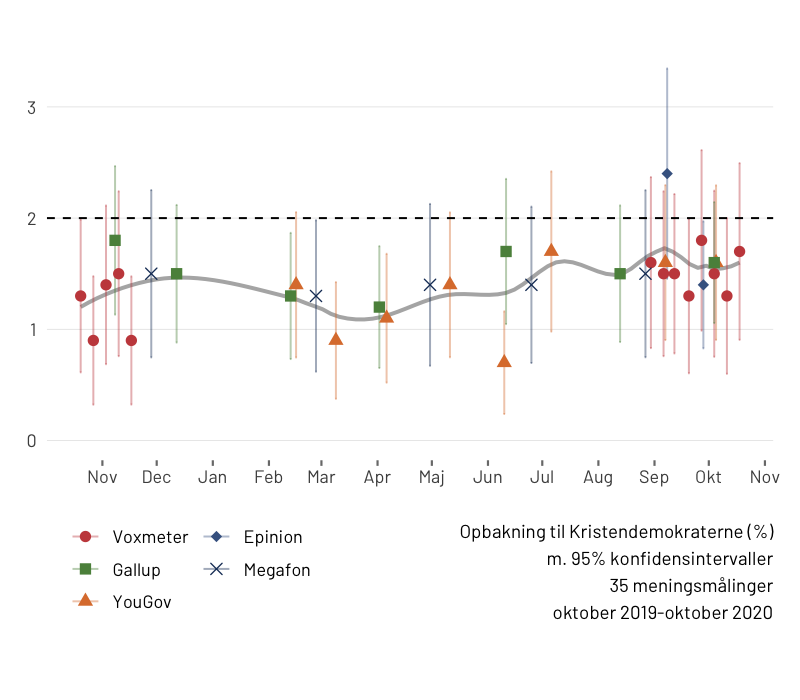 3
2
1
0
Nov Dec Jan Feb Mar Apr Maj Jun Jul Aug Sep Okt Nov
Voxmeter Epinion
Gallup Megafon
YouGov
Opbakning til Kristendemokraterne (%)
m. 95% konfidensintervaller
35 meningsmålinger
oktober 2019-oktober 2020